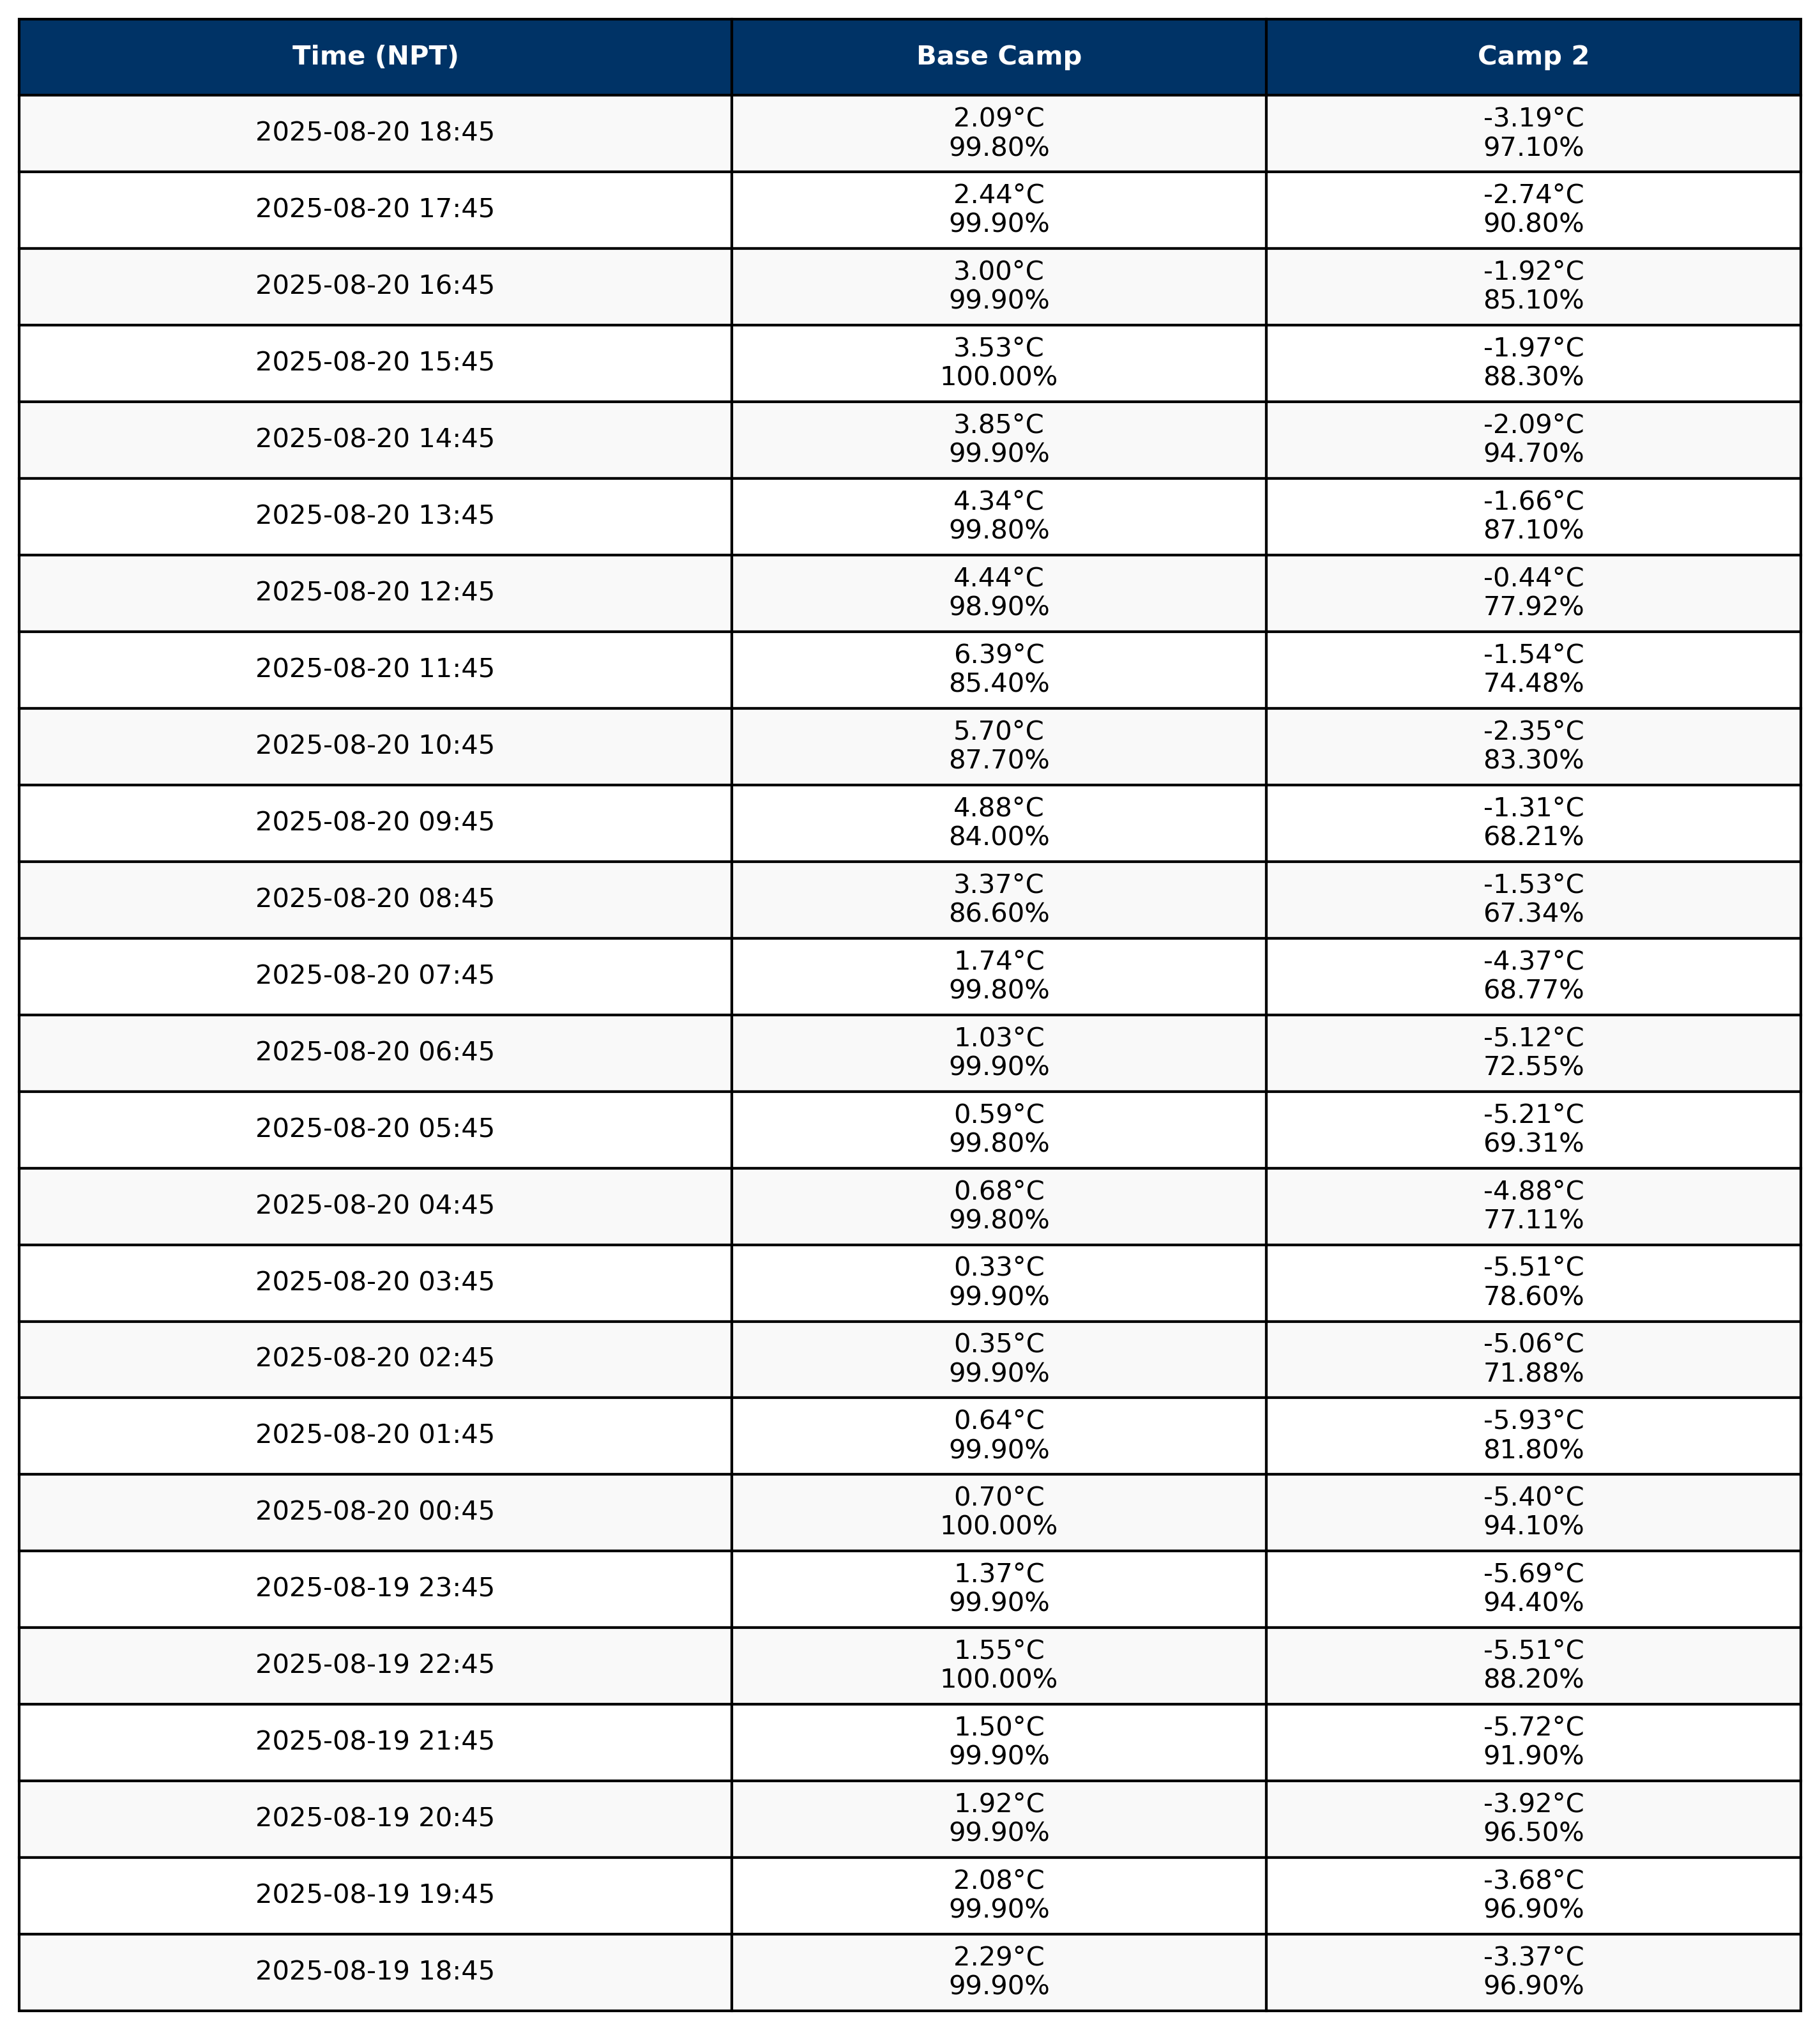 Time (NPT) Base Camp Camp 2
2025-08-20 18:45 2.09°C -3.19°C
99.80% 97.10%
2025-08-20 17:45 2.44°C -2.74°C
99.90% 90.80%
2025-08-20 16:45 3.00°C -1.92°C
99.90% 85.10%
2025-08-20 15:45 3.53°C -1.97°C
100.00% 88.30%
2025-08-20 14:45 3.85°C -2.09°C
99.90% 94.70%
2025-08-20 13:45 4.34°C -1.66°C
99.80% 87.10%
2025-08-20 12:45 4.44°C -0.44°C
98.90% 77.92%
2025-08-20 11:45 6.39°C -1.54°C
85.40% 74.48%
2025-08-20 10:45 5.70°C -2.35°C
87.70% 83.30%
2025-08-20 09:45 4.88°C -1.31°C
84.00% 68.21%
2025-08-20 08:45 3.37°C -1.53°C
86.60% 67.34%
2025-08-20 07:45 1.74°C -4.37°C
99.80% 68.77%
2025-08-20 06:45 1.03°C -5.12°C
99.90% 72.55%
2025-08-20 05:45 0.59°C -5.21°C
99.80% 69.31%
2025-08-20 04:45 0.68°C -4.88°C
99.80% 77.11%
2025-08-20 03:45 0.33°C -5.51°C
99.90% 78.60%
2025-08-20 02:45 0.35°C -5.06°C
99.90% 71.88%
2025-08-20 01:45 0.64°C -5.93°C
99.90% 81.80%
2025-08-20 00:45 0.70°C -5.40°C
100.00% 94.10%
2025-08-19 23:45 1.37°C -5.69°C
99.90% 94.40%
2025-08-19 22:45 1.55°C -5.51°C
100.00% 88.20%
2025-08-19 21:45 1.50°C -5.72°C
99.90% 91.90%
2025-08-19 20:45 1.92°C -3.92°C
99.90% 96.50%
2025-08-19 19:45 2.08°C -3.68°C
99.90% 96.90%
2025-08-19 18:45 2.29°C -3.37°C
99.90% 96.90%